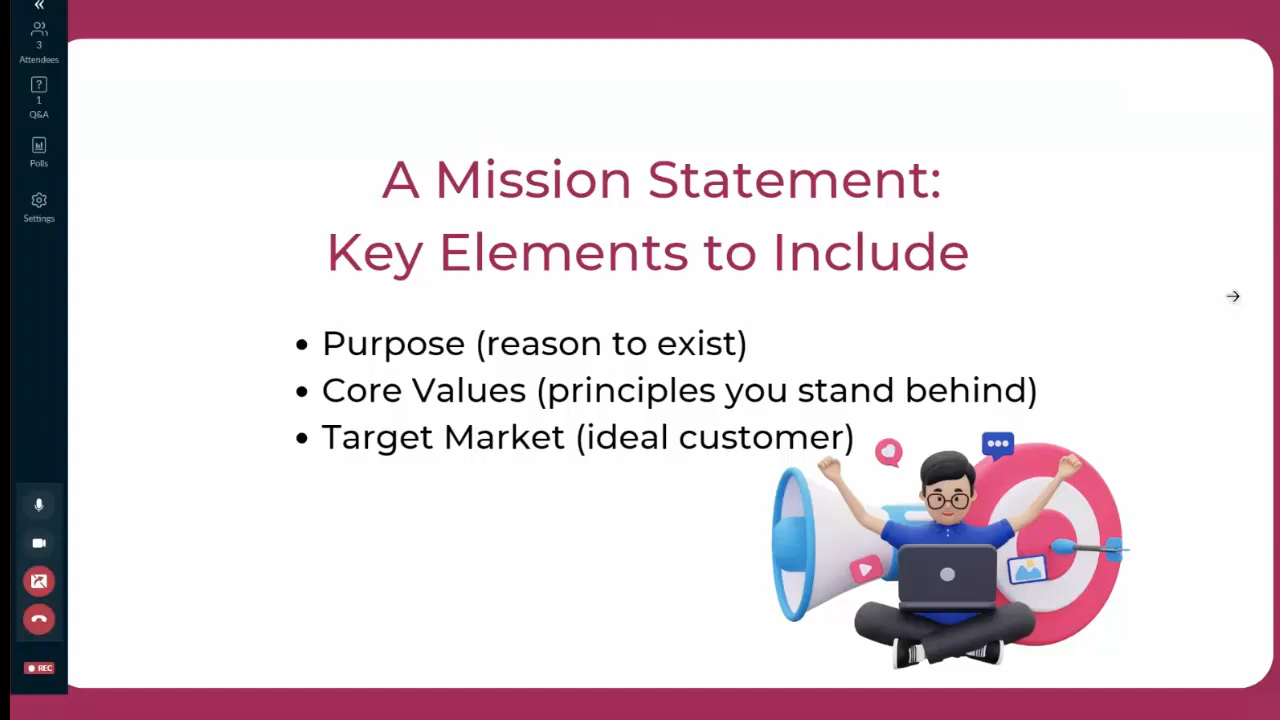 «
3
Attendees
?
1
Q&A
Polls
Settings
REC
A Mission Statement:
Key Elements to Include
• Purpose (reason to exist)
• Core Values (principles you stand behind)
• Target Market (ideal customer)